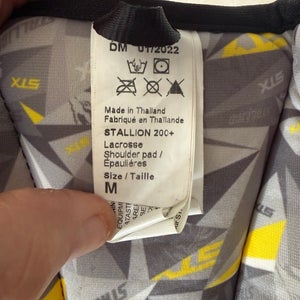 DM 01/2022
Made in Thailand
Fabriqué en Thaïlande
STALLION 200+
Lacrosse
Shoulder pad /
Épaulières
Size / Taille
M
STX
STX
STX